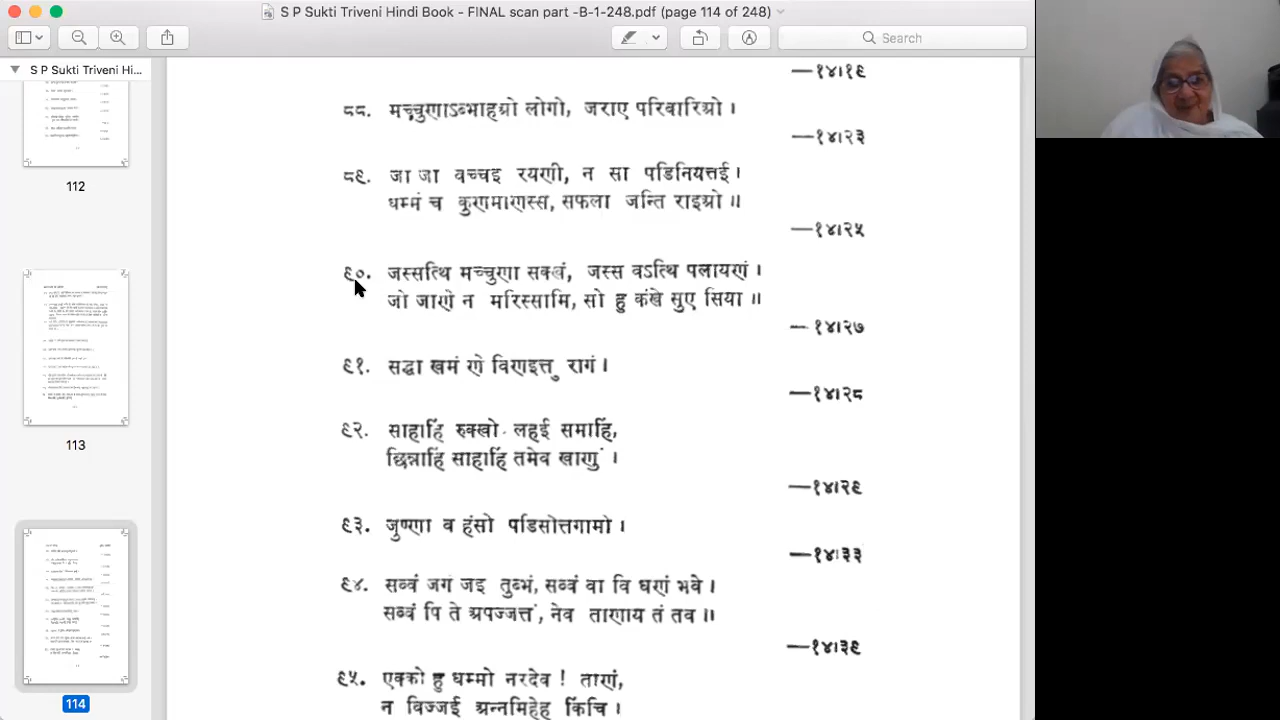 S P Sukti Triveni Hindi Book - FINAL scan part -B-1-248.pdf (page 114 of 248)
Search
S P Sukti Triveni Hi...
112
113
114
—१४।१९
८८. मच्चुणाऽब्भाहओ लोगो, जराए परिवारिओ ।
—१४।२३
८९. जा जा वच्चइ रयणी, न सा पडिनियत्तई ।
धम्मं च कुणमाणस्स, सफला जन्ति राइओ ॥
—१४।२५
९०. जस्सत्थि मच्चुणा सक्खं, जस्स वऽत्थि पलायणं ।
जो जाणे न मरिस्सामि, सो हु कंखे सुए सिया ॥
—१४।२७
९१. सद्धा खमं णे विणइत्तु रागं ।
—१४।२८
९२. साहाहिं रुक्खो लहई समाहिं,
छिन्नाहिं साहाहिं तमेव खाणुं ।
—१४।२९
९३. जुण्णा व हंसो पडिसोत्तगामो ।
—१४।३३
९४. सव्वं जगं जइ तुब्भं, सव्वं वा वि धणं भवे ।
सव्वं पि ते अपज्जत्तं, नेव ताणाय तं तव ॥
—१४।३९
९५. एक्को हु धम्मो नरदेव ! ताणं,
न विज्जई अन्नमिहेह किंचि ।